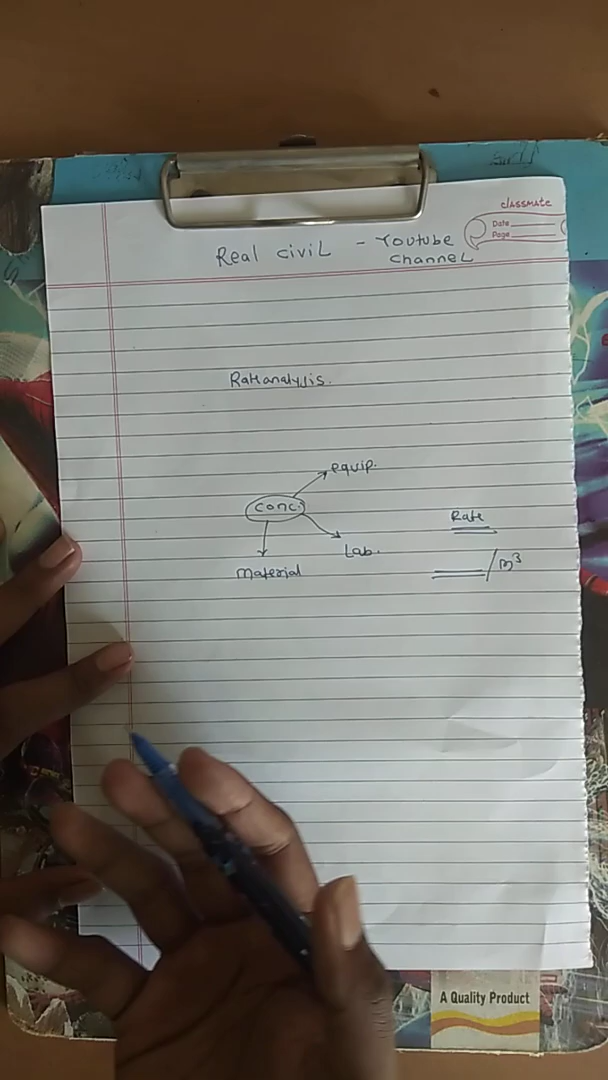 classmate
Date
Page
Real civil - Youtube
channel
Rateanalysis.
equip.
conc.
Rate
Lab.
Material
/m³
A Quality Product